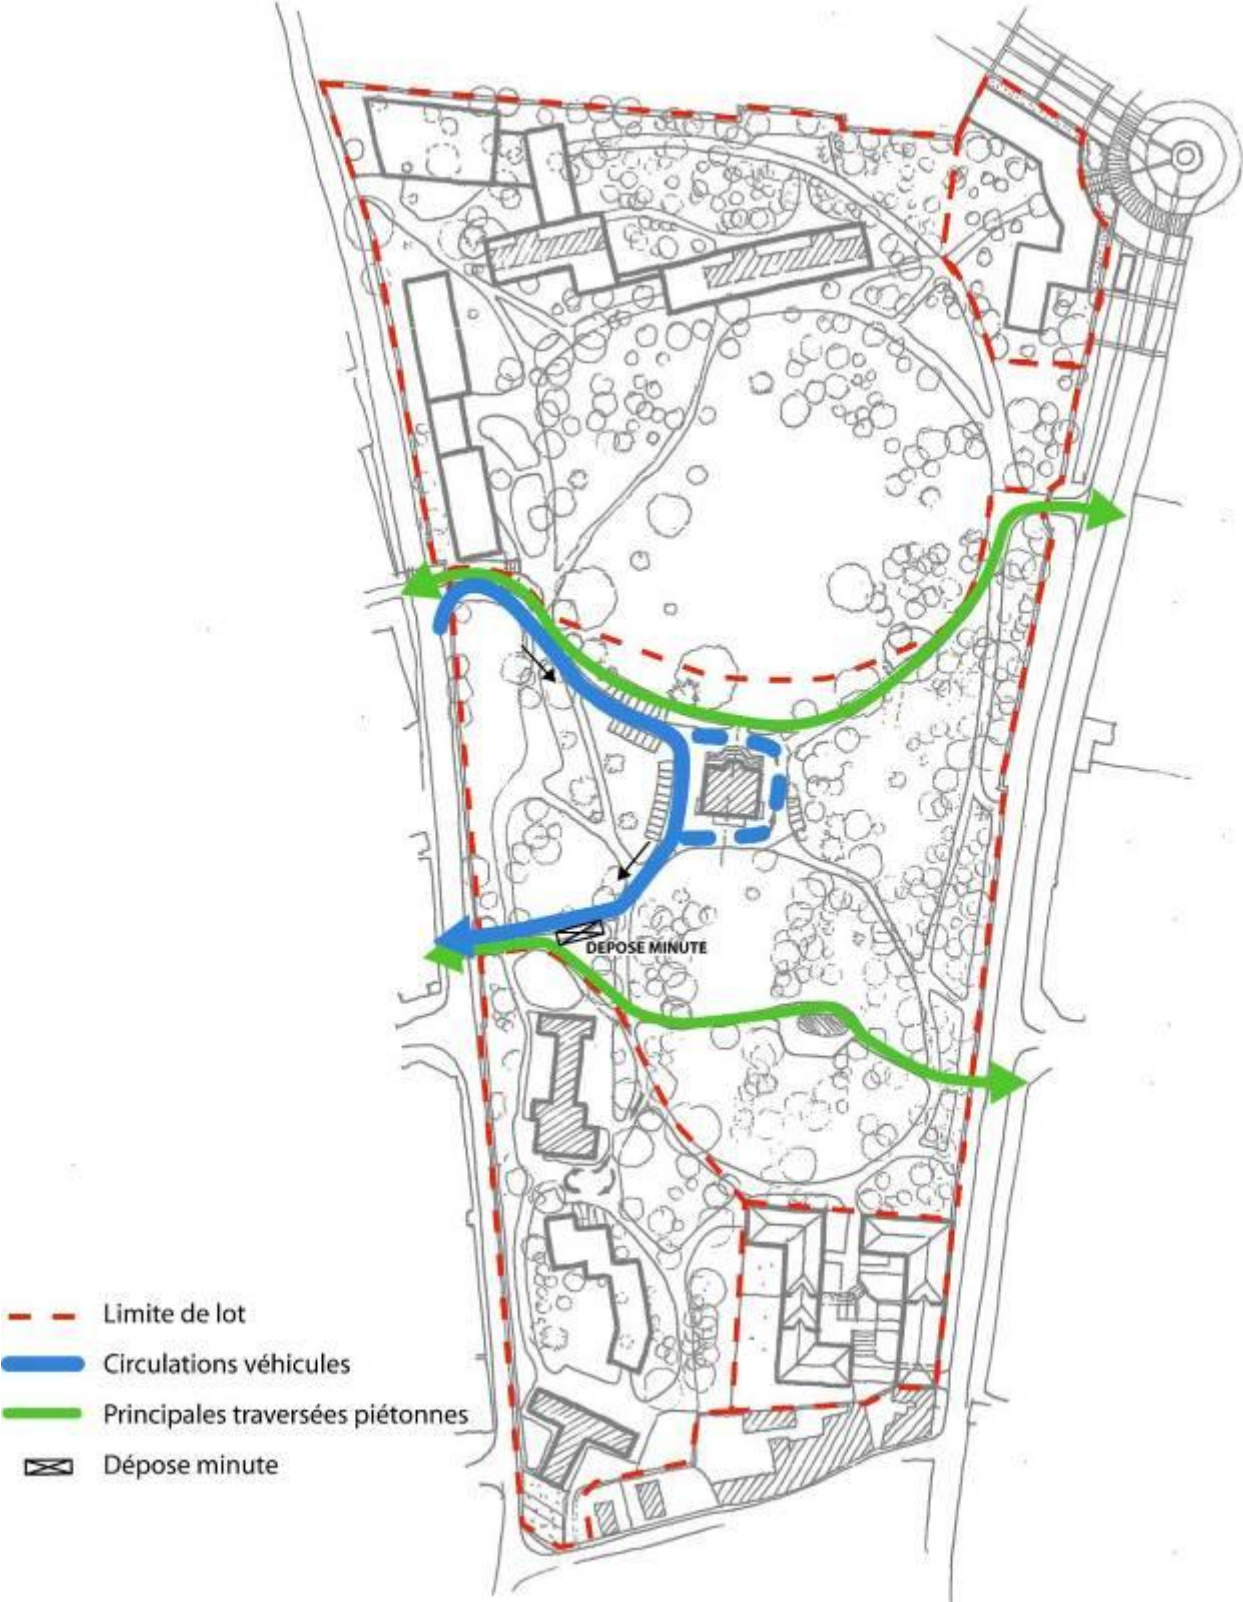 DEPOSE MINUTE
Limite de lot
Circulations véhicules
Principales traversées piétonnes
Dépose minute